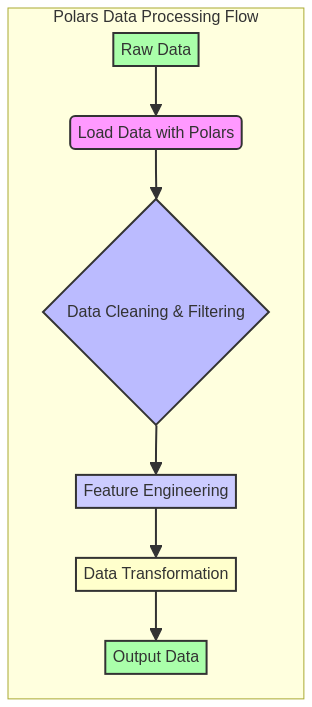 Polars Data Processing Flow
Raw Data
Load Data with Polars
Data Cleaning & Filtering
Feature Engineering
Data Transformation
Output Data